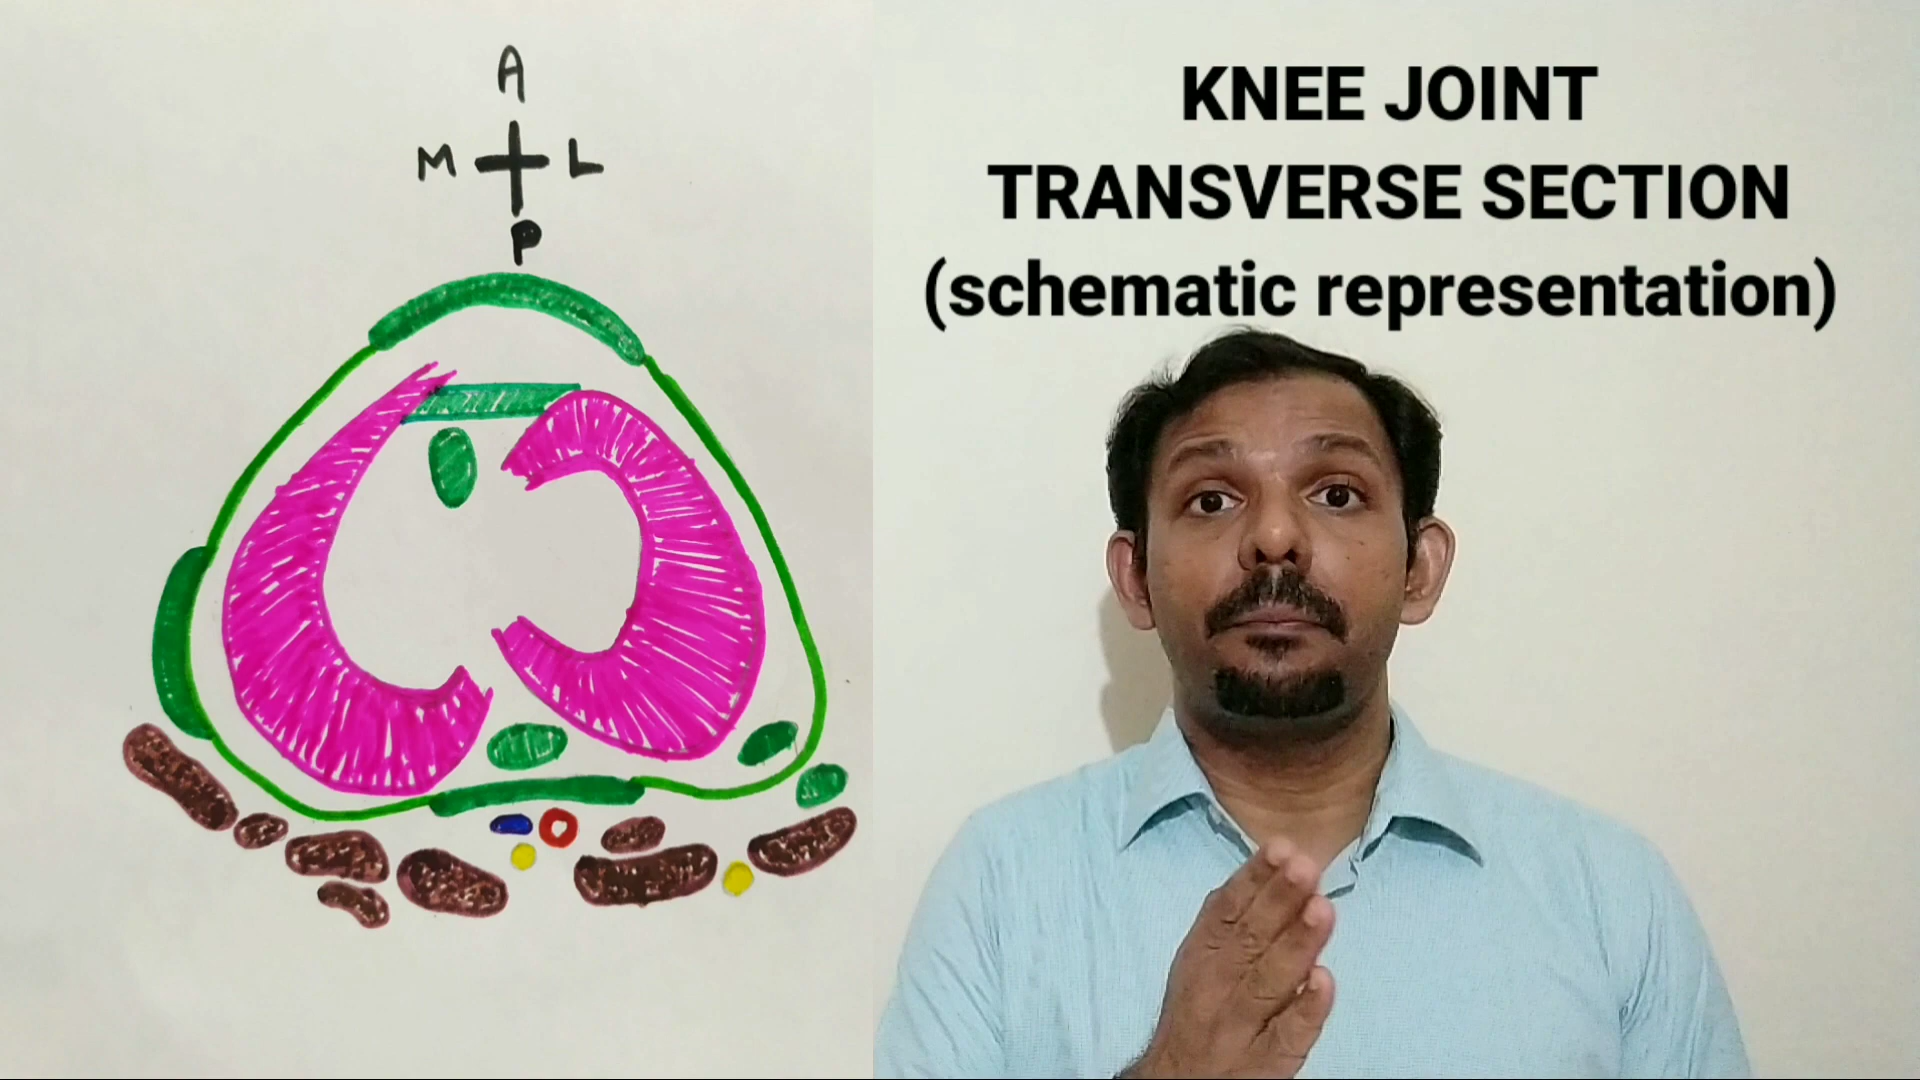 A
M L
P
KNEE JOINT
TRANSVERSE SECTION
(schematic representation)